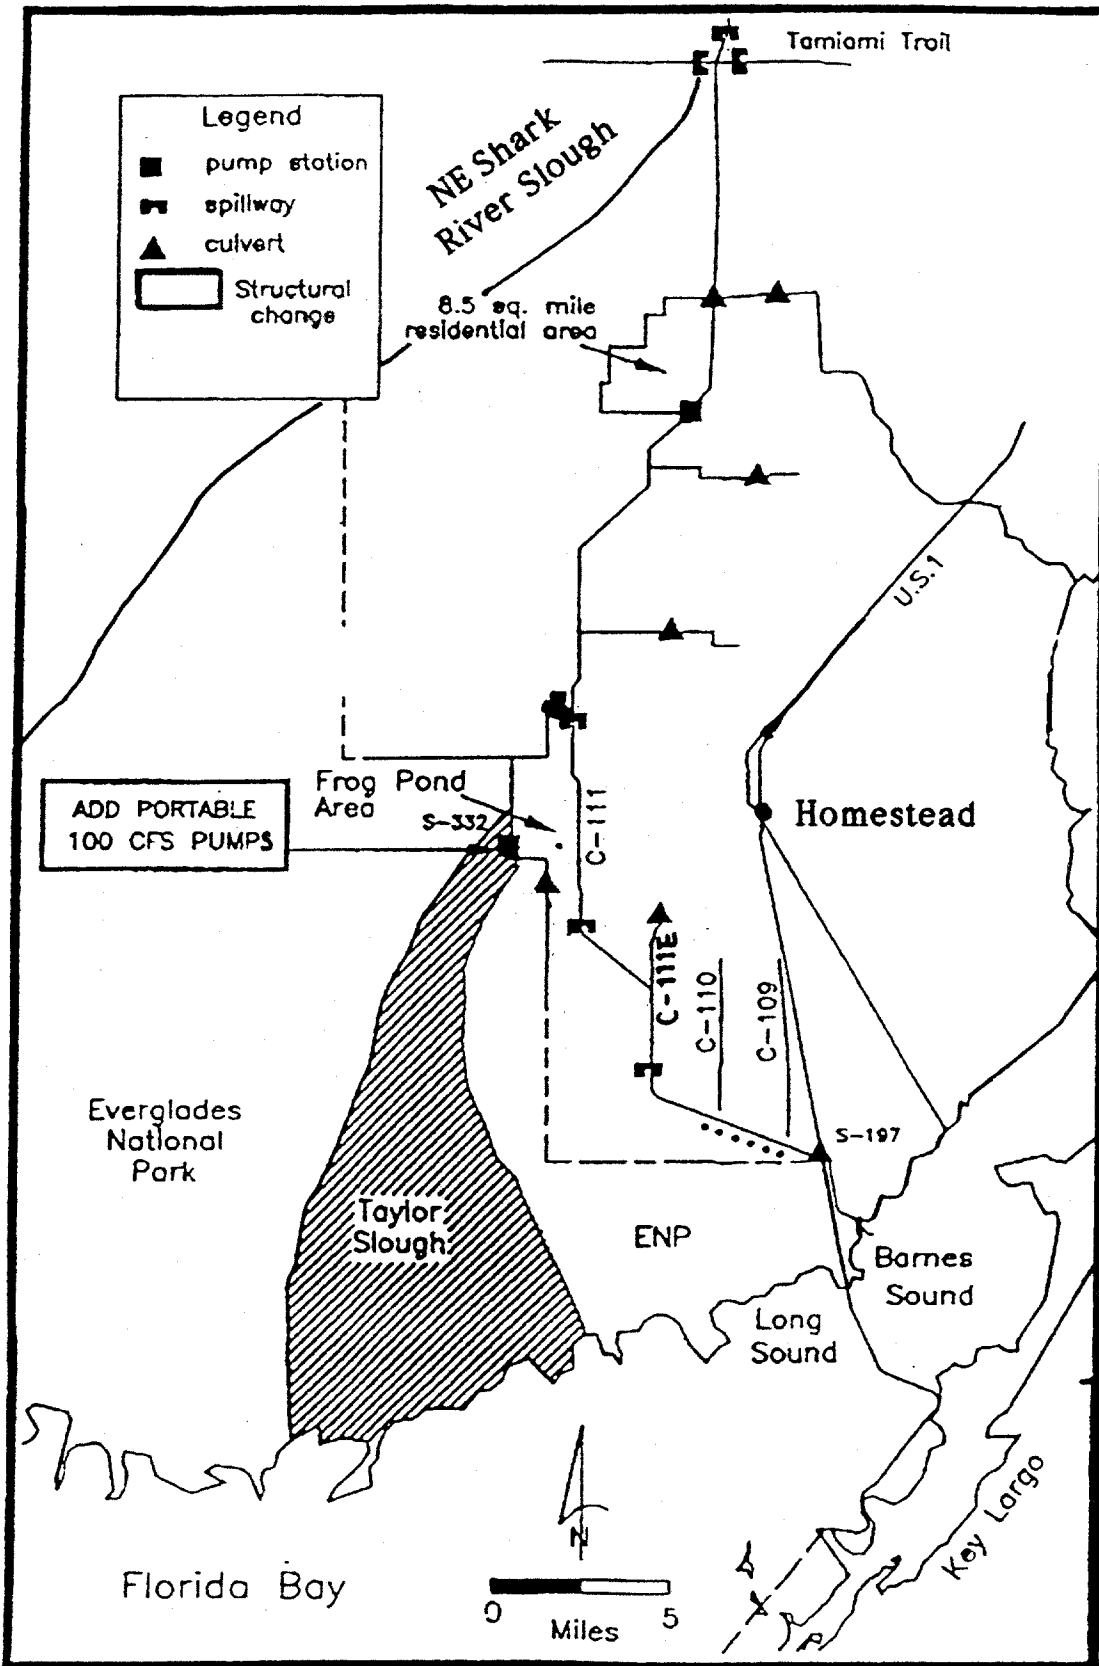 Tamiami Trail
Legend
pump station
spillway
culvert
Structural
change
NE Shark
River Slough
8.5 sq. mile
residential area
U.S.1
Frog Pond
Area
ADD PORTABLE
100 CFS PUMPS
S-332
C-111
Homestead
C-111E
C-110
C-109
S-197
Everglades
National
Park
Taylor
Slough
ENP
Barnes
Sound
Long
Sound
Key Largo
N
Florida Bay
0 5
Miles